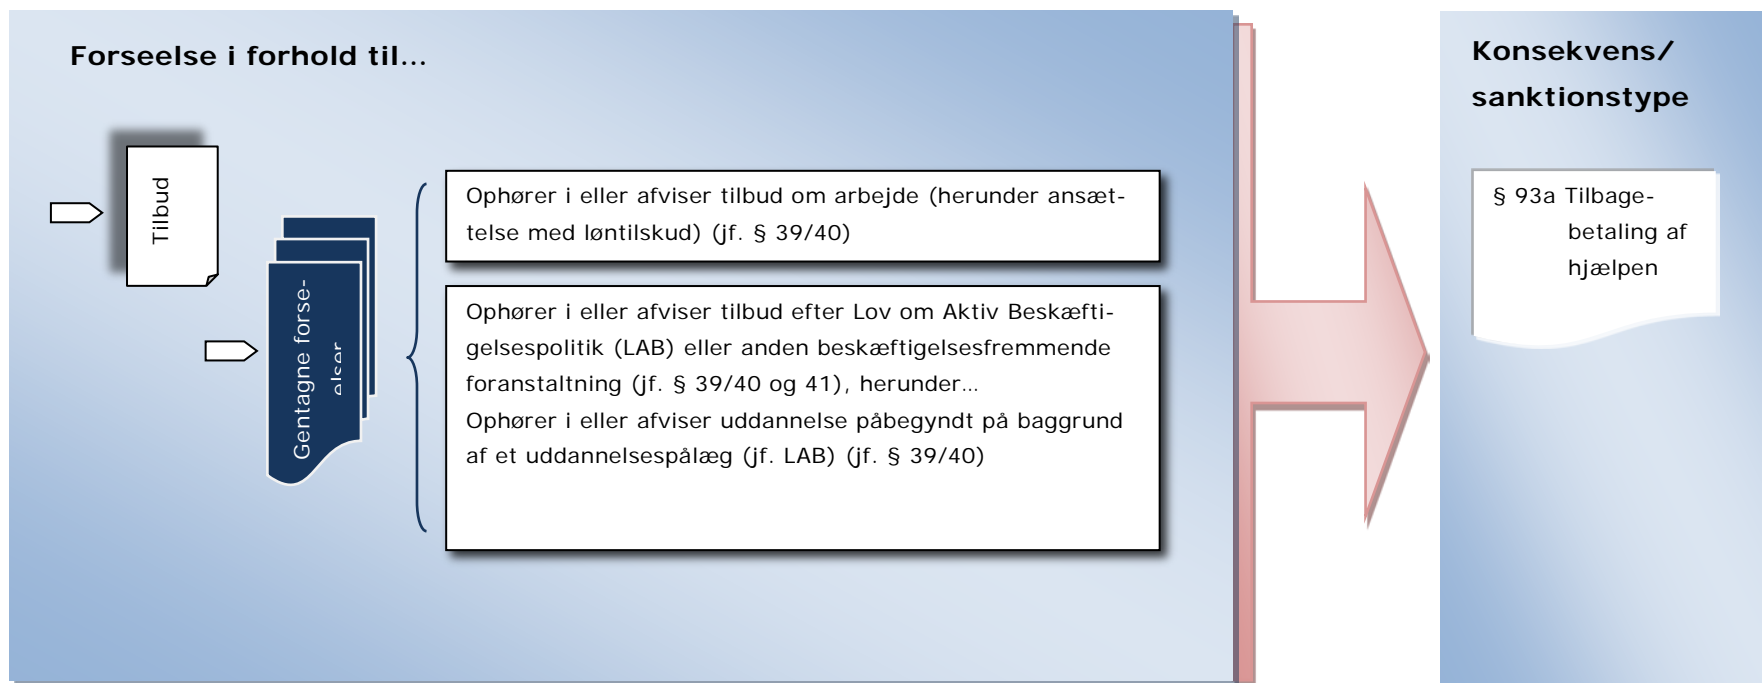 Forseelse i forhold til...
Konsekvens/
sanktionstype
Tilbud
Gentagne forse-
elser
Ophører i eller afviser tilbud om arbejde (herunder ansæt-
telse med løntilskud) (jf. § 39/40)
Ophører i eller afviser tilbud efter Lov om Aktiv Beskæfti-
gelsespolitik (LAB) eller anden beskæftigelsesfremmende
foranstaltning (jf. § 39/40 og 41), herunder...
Ophører i eller afviser uddannelse påbegyndt på baggrund
af et uddannelsespålæg (jf. LAB) (jf. § 39/40)
§ 93a Tilbage-
betaling af
hjælpen